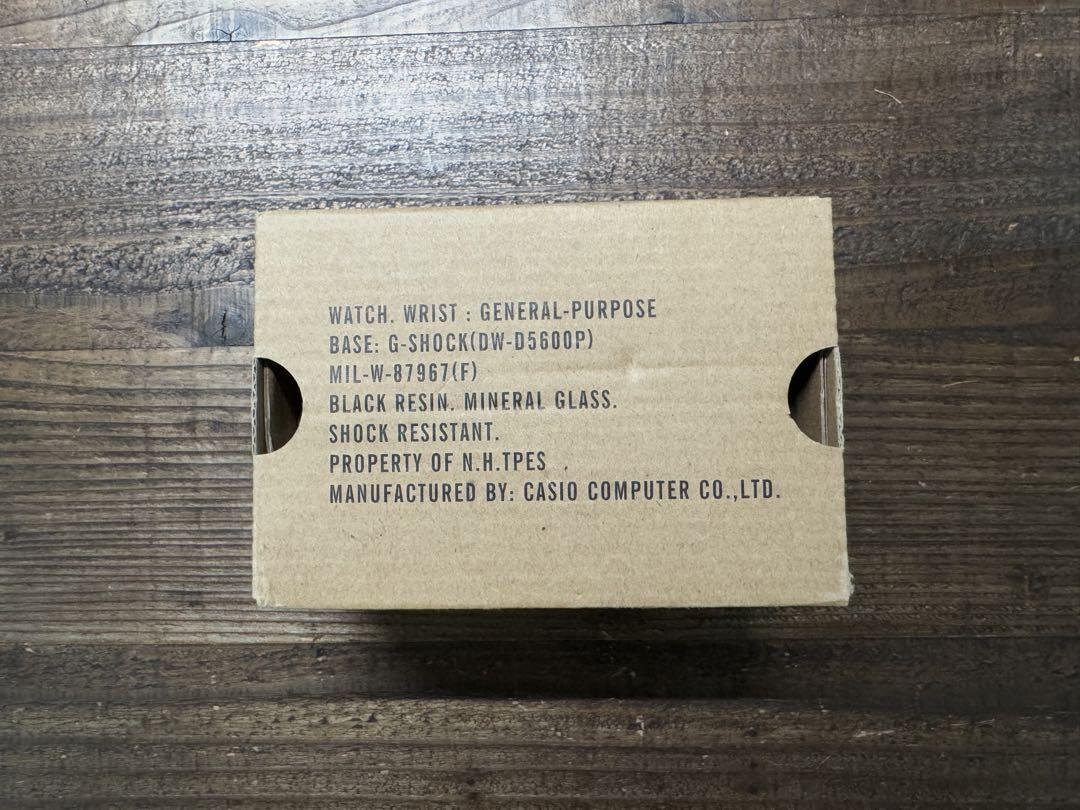 WATCH. WRIST : GENERAL-PURPOSE
BASE: G-SHOCK(DW-D5600P)
MIL-W-87967(F)
BLACK RESIN. MINERAL GLASS.
SHOCK RESISTANT.
PROPERTY OF N.H.TPES .
MANUFACTURED BY: CASIO COMPUTER CO.,LTD.